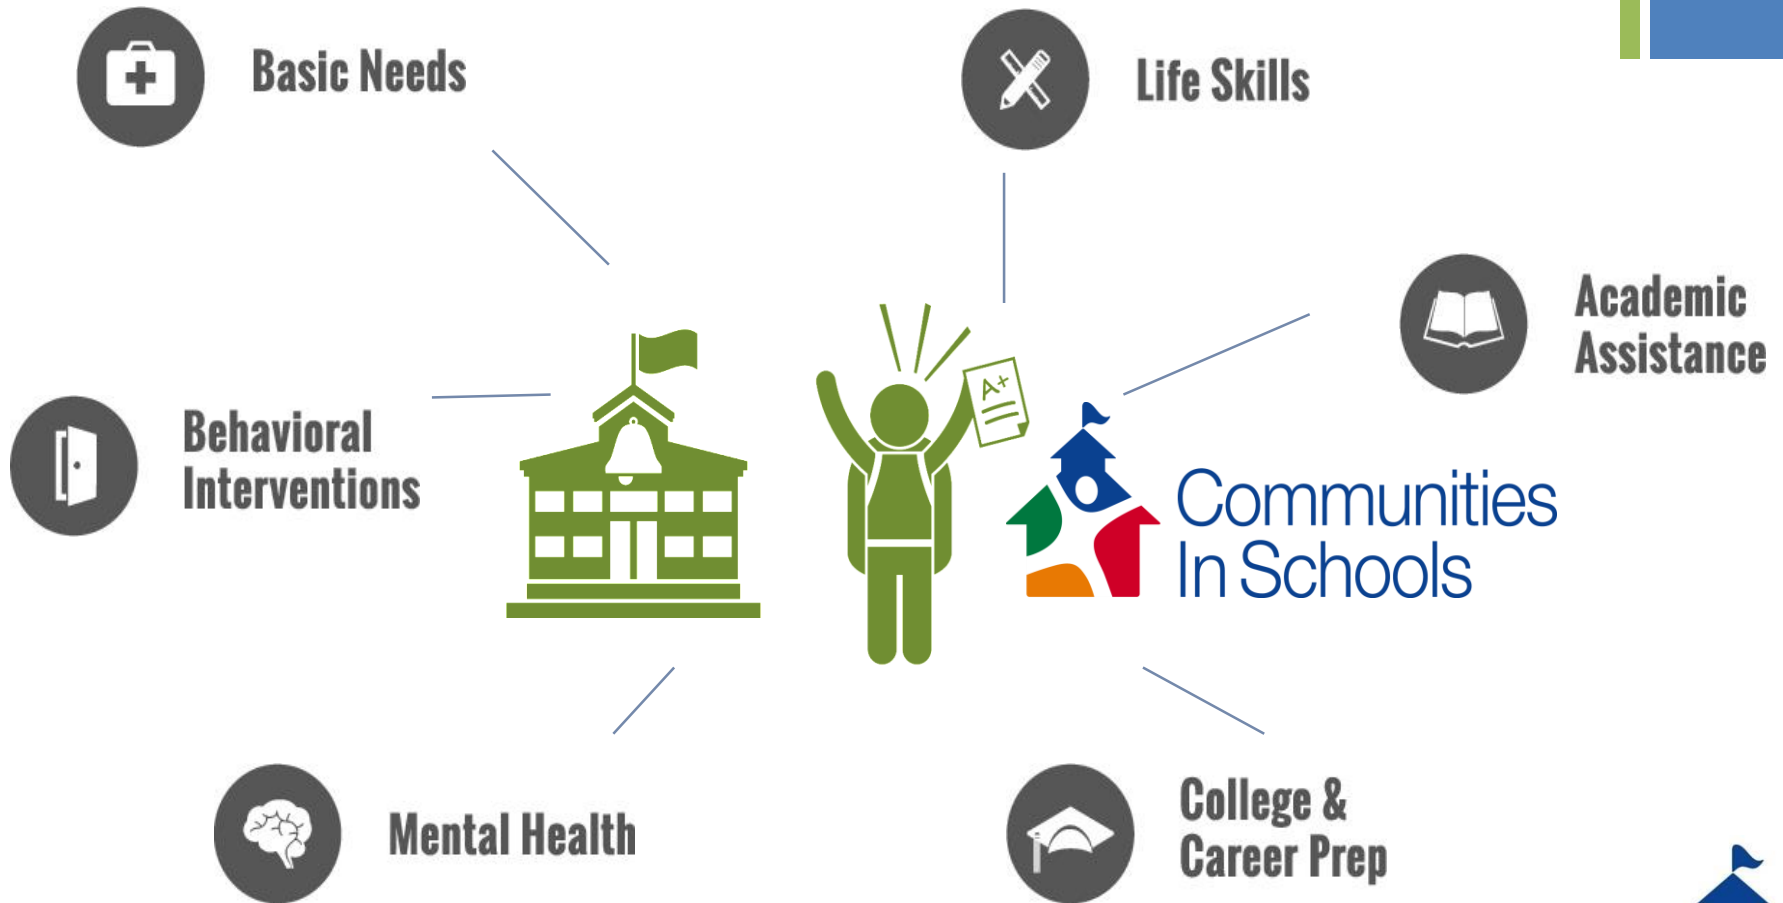 Basic Needs
Life Skills
Academic
Assistance
Behavioral
Interventions
A+
Communities
In Schools
Mental Health
College &
Career Prep